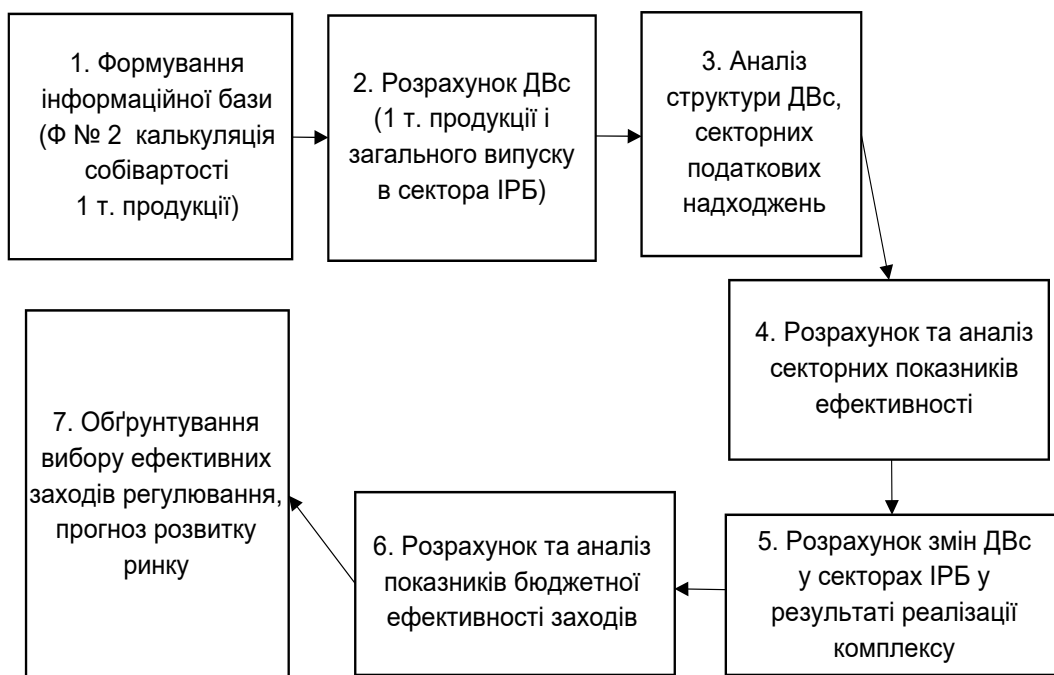 1. Формування
інформаційної бази
(Ф № 2 калькуляція
собівартості
1 т. продукції)
2. Розрахунок ДВс
(1 т. продукції і
загального випуску
в сектора ІРБ)
3. Аналіз
структури ДВс,
секторних
податкових
надходжень
4. Розрахунок та аналіз
секторних показників
ефективності
5. Розрахунок змін ДВс
у секторах ІРБ у
результаті реалізації
комплексу
6. Розрахунок та аналіз
показників бюджетної
ефективності заходів
7. Обґрунтування
вибору ефективних
заходів регулювання,
прогноз розвитку
ринку